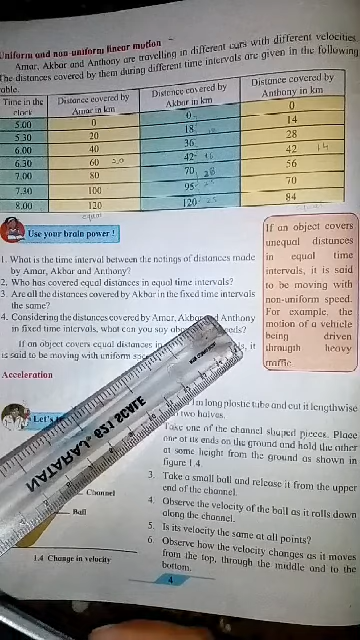 Uniform and non-uniform linear motion
Amar, Akbar and Anthony are travelling in different cars with different velocities.
The distances covered by them during different time intervals are given in the following
table.
Time in the clock | Distance covered by Amar in km | Distance covered by Akbar in km | Distance covered by Anthony in km
5.00 | 0 | 0 | 0
5.30 | 20 | 18 | 14
6.00 | 40 | 36 | 28
6.30 | 60 | 42 | 42
7.00 | 80 | 70 | 56
7.30 | 100 | 95 | 70
8.00 | 120 | 120 | 84
Use your brain power !
1. What is the time interval between the notings of distances made
by Amar, Akbar and Anthony?
2. Who has covered equal distances in equal time intervals?
3. Are all the distances covered by Akbar in the fixed time intervals
the same?
4. Considering the distances covered by Amar, Akbar and Anthony
in fixed time intervals, what can you say
If an object covers equal distances in
is said to be moving with uniform
If an object covers
unequal distances
in equal time
intervals, it is said
to be moving with
non-uniform speed.
For example, the
motion of a vehicle
being driven
through heavy
traffic.
Acceleration
Let's
long plastic tube and cut it lengthwise
two halves.
Take one of the channel shaped pieces. Place
one of its ends on the ground and hold the other
at some height from the ground as shown in
figure 1.4.
3. Take a small ball and release it from the upper
end of the channel.
4. Observe the velocity of the ball as it rolls down
along the channel.
5. Is its velocity the same at all points?
6. Observe how the velocity changes as it moves
from the top, through the middle and to the
bottom.
NATARAJ 621 SCALE
Channel
Ball
1.4 Change in velocity
4